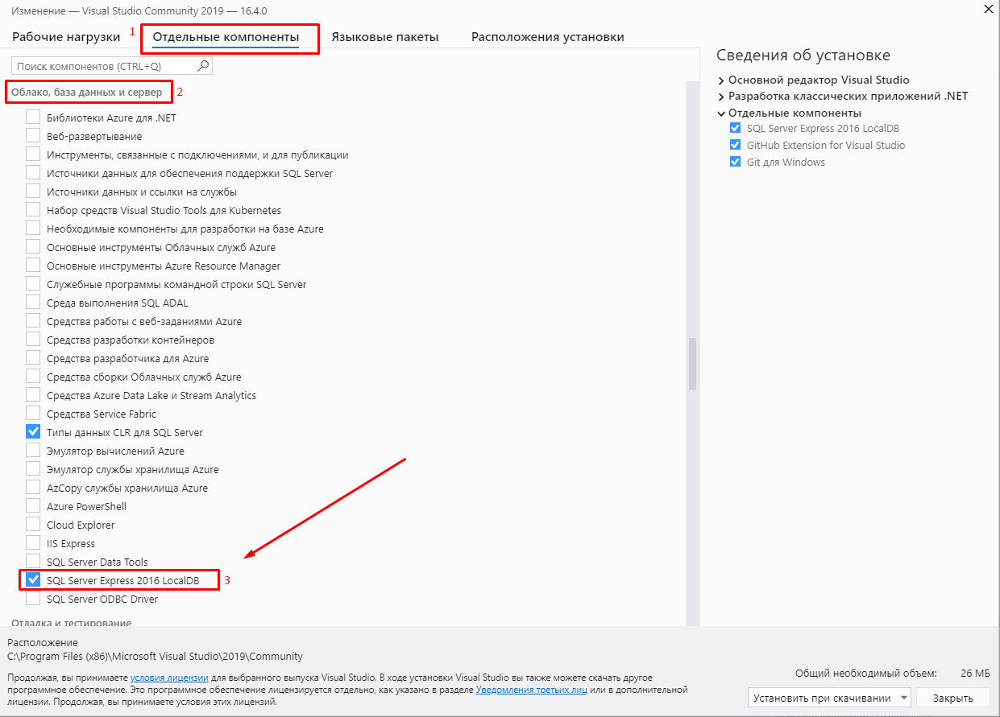 Изменение — Visual Studio Community 2019 — 16.4.0
Рабочие нагрузки 1 Отдельные компоненты Языковые пакеты Расположения установки
Поиск компонентов (CTRL+Q)
Облако, база данных и сервер 2
Библиотеки Azure для .NET
Веб-развертывание
Инструменты, связанные с подключениями, и для публикации
Источники данных для обеспечения поддержки SQL Server
Источники данных и ссылки на службы
Набор средств Visual Studio Tools для Kubernetes
Необходимые компоненты для разработки на базе Azure
Основные инструменты Облачных служб Azure
Основные инструменты Azure Resource Manager
Служебные программы командной строки SQL Server
Среда выполнения SQL ADAL
Средства работы с веб-заданиями Azure
Средства разработки контейнеров
Средства разработчика для Azure
Средства сборки Облачных служб Azure
Средства Azure Data Lake и Stream Analytics
Средства Service Fabric
Типы данных CLR для SQL Server
Эмулятор вычислений Azure
Эмулятор службы хранилища Azure
AzCopy службы хранилища Azure
Azure PowerShell
Cloud Explorer
IIS Express
SQL Server Data Tools
SQL Server Express 2016 LocalDB 3
SQL Server ODBC Driver
Отладка и тестирование
Сведения об установке
Основной редактор Visual Studio
Разработка классических приложений .NET
Отдельные компоненты
SQL Server Express 2016 LocalDB
GitHub Extension for Visual Studio
Git для Windows
Расположение
C:\Program Files (x86)\Microsoft Visual Studio\2019\Community
Продолжая, вы принимаете условия лицензии для выбранного выпуска Visual Studio. В ходе установки Visual Studio вы также можете скачать другое
программное обеспечение. Это программное обеспечение лицензируется отдельно, как указано в разделе Уведомления третьих лиц или в дополнительной
лицензии. Продолжая, вы принимаете условия этих лицензий.
Общий необходимый объем: 26 МБ
Установить при скачивании Закрыть